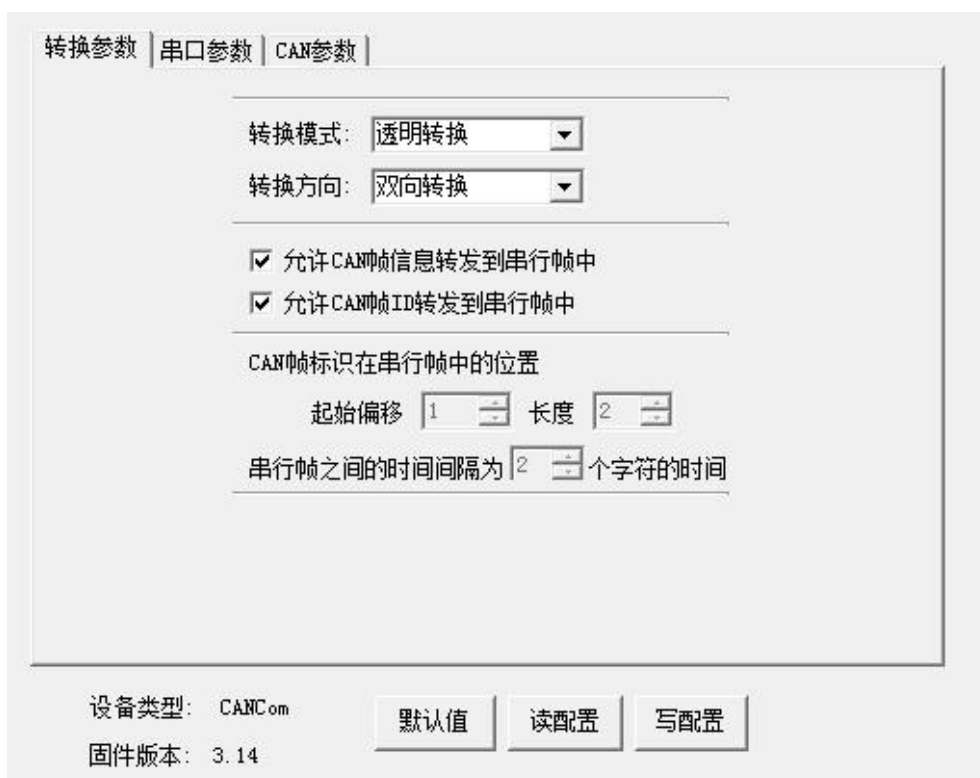 转换参数 串口参数 CAN参数
转换模式: 透明转换
转换方向: 双向转换
允许CAN帧信息转发到串行帧中
允许CAN帧ID转发到串行帧中
CAN帧标识在串行帧中的位置
起始偏移 1 长度 2
串行帧之间的时间间隔为 2 个字符的时间
设备类型: CANCom
默认值 读配置 写配置
固件版本: 3.14